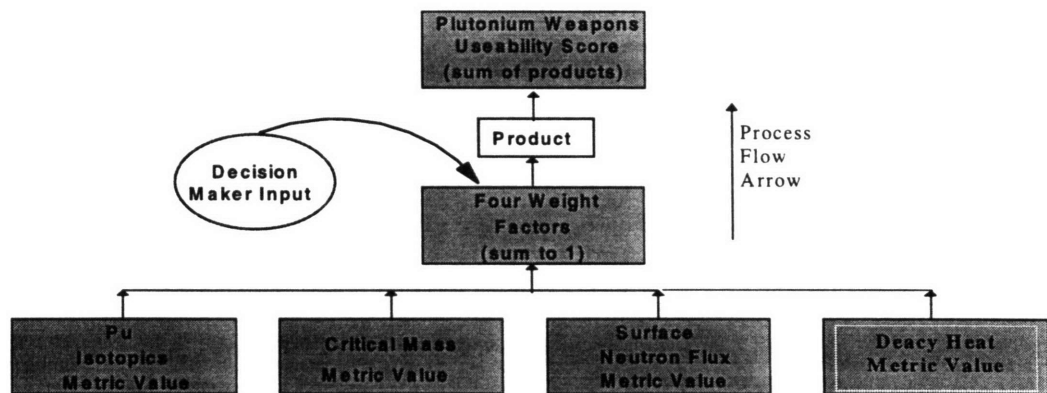 Plutonium Weapons
Useability Score
(sum of products)
Product
Process
Flow
Arrow
Decision
Maker Input
Four Weight
Factors
(sum to 1)
Pu
Isotopics
Metric Value
Critical Mass
Metric Value
Surface
Neutron Flux
Metric Value
Deacy Heat
Metric Value